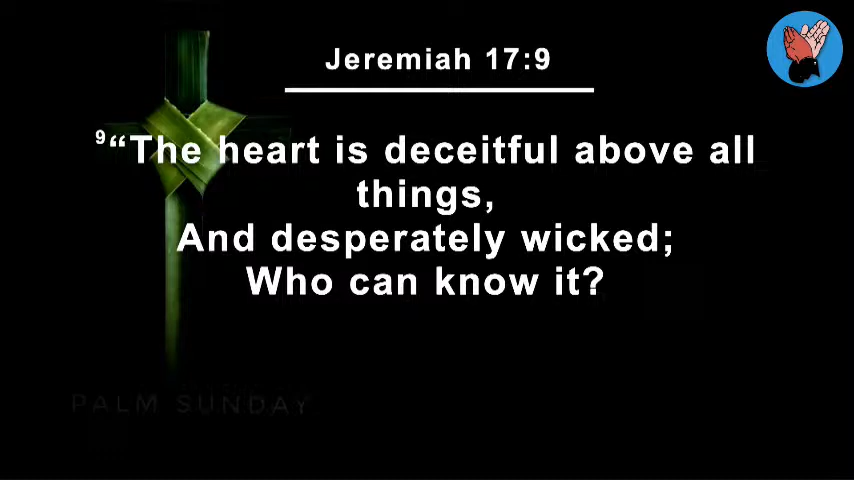 Jeremiah 17:9
9“The heart is deceitful above all
things,
And desperately wicked;
Who can know it?
PALM SUNDAY